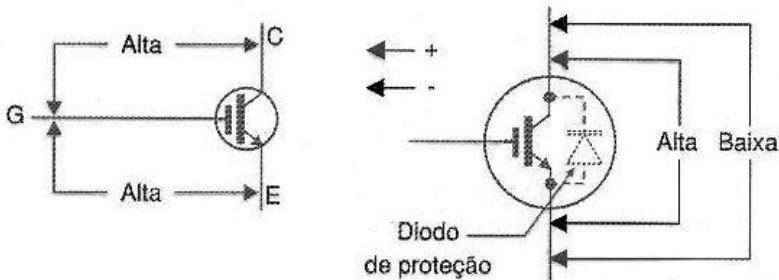 Alta
C
G
Alta
E
+
-
Alta
Baixa
Diodo
de proteção